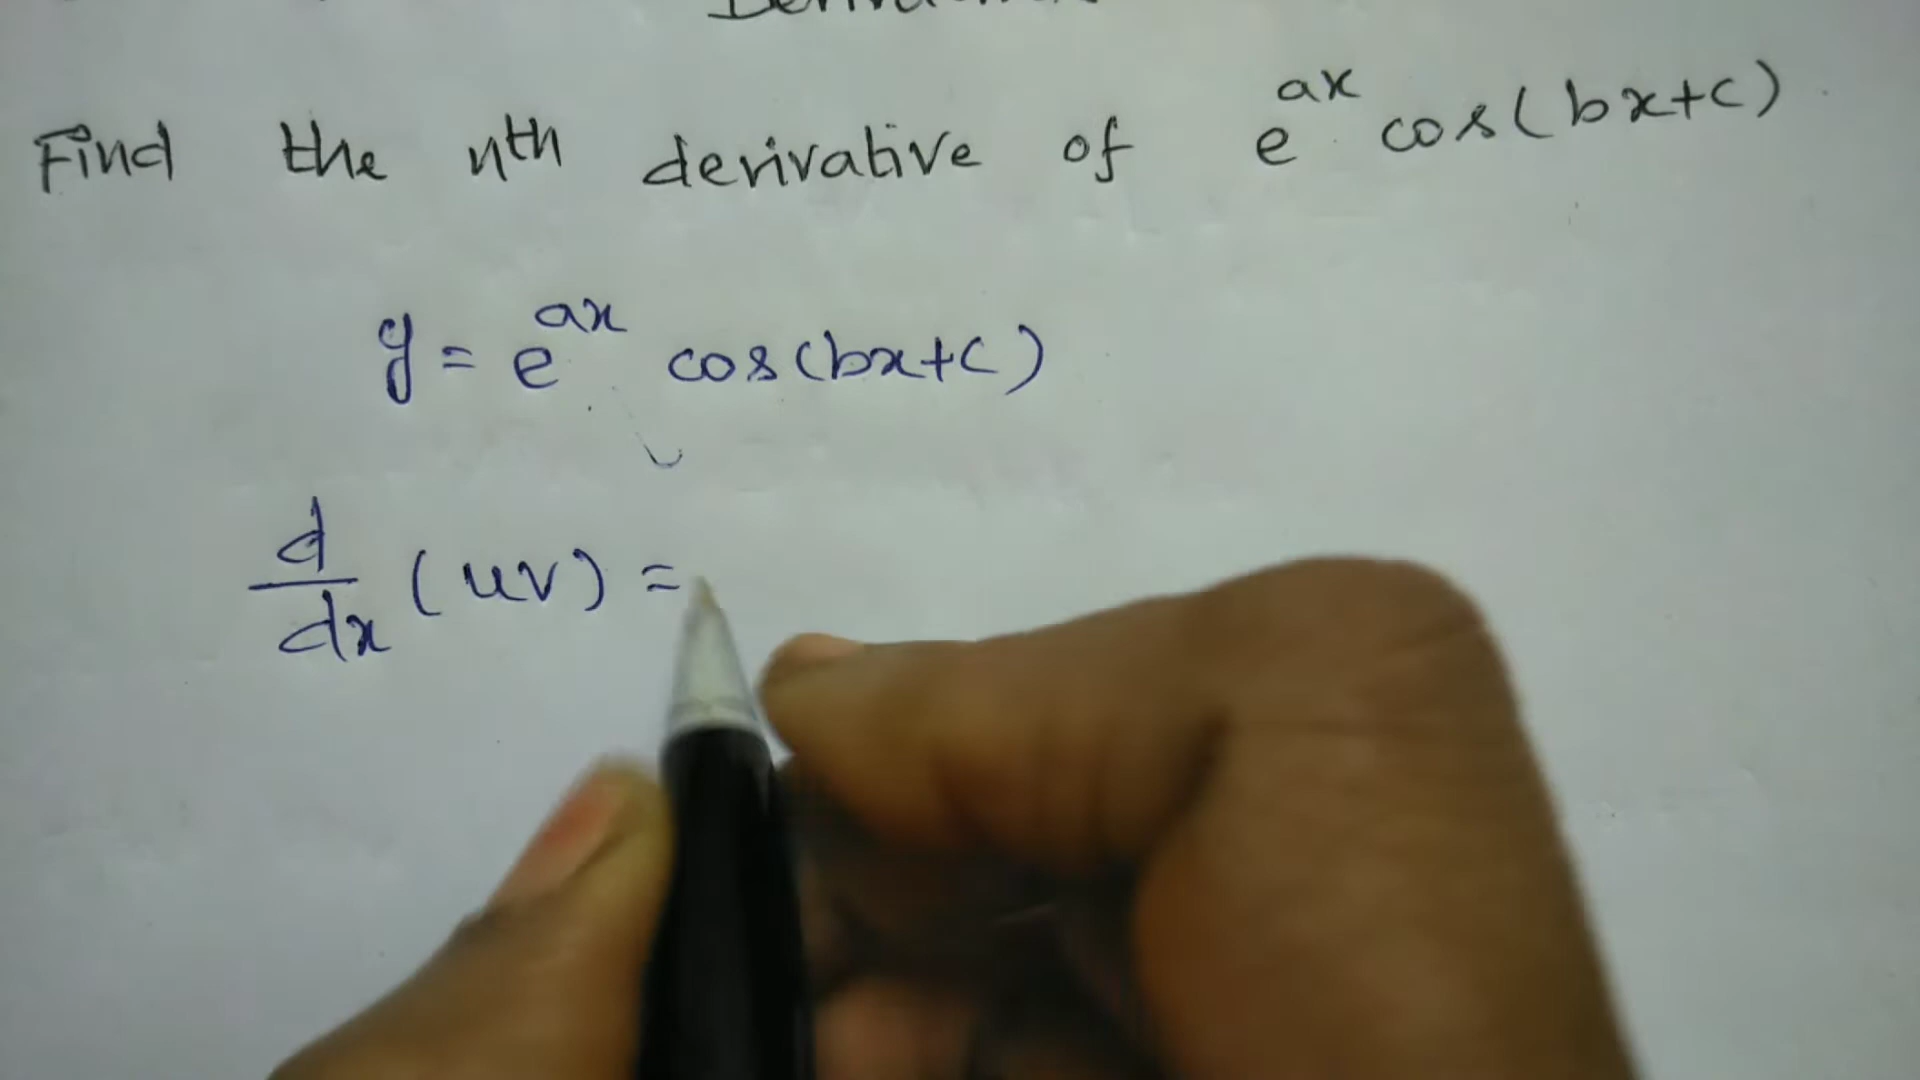 Find the nth derivative of e^ax cos(bx+c)
y = e^ax cos(bx+c)
d/dx (uv) =